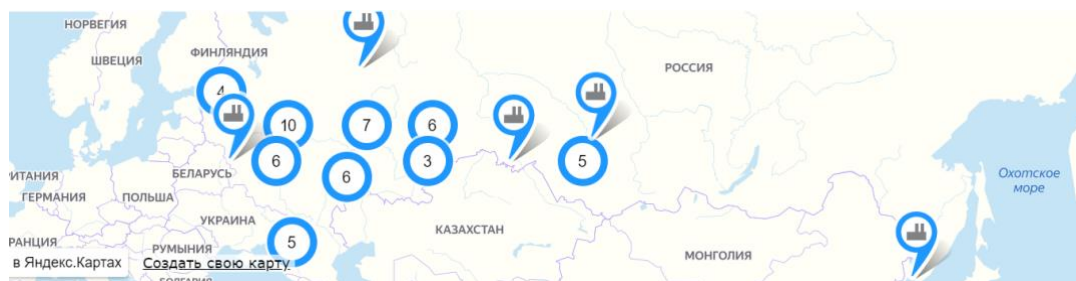 НОРВЕГИЯ
ШВЕЦИЯ
ФИНЛЯНДИЯ
РОССИЯ
4
10
7
6
6
3
5
6
БЕЛАРУСЬ
ИТАНИЯ
ГЕРМАНИЯ
ПОЛЬША
Охотское
море
УКРАИНА
КАЗАХСТАН
5
РАНЦИЯ
РУМЫНИЯ
МОНГОЛИЯ
в Яндекс.Картах
Создать свою карту
БОЛГАРИЯ